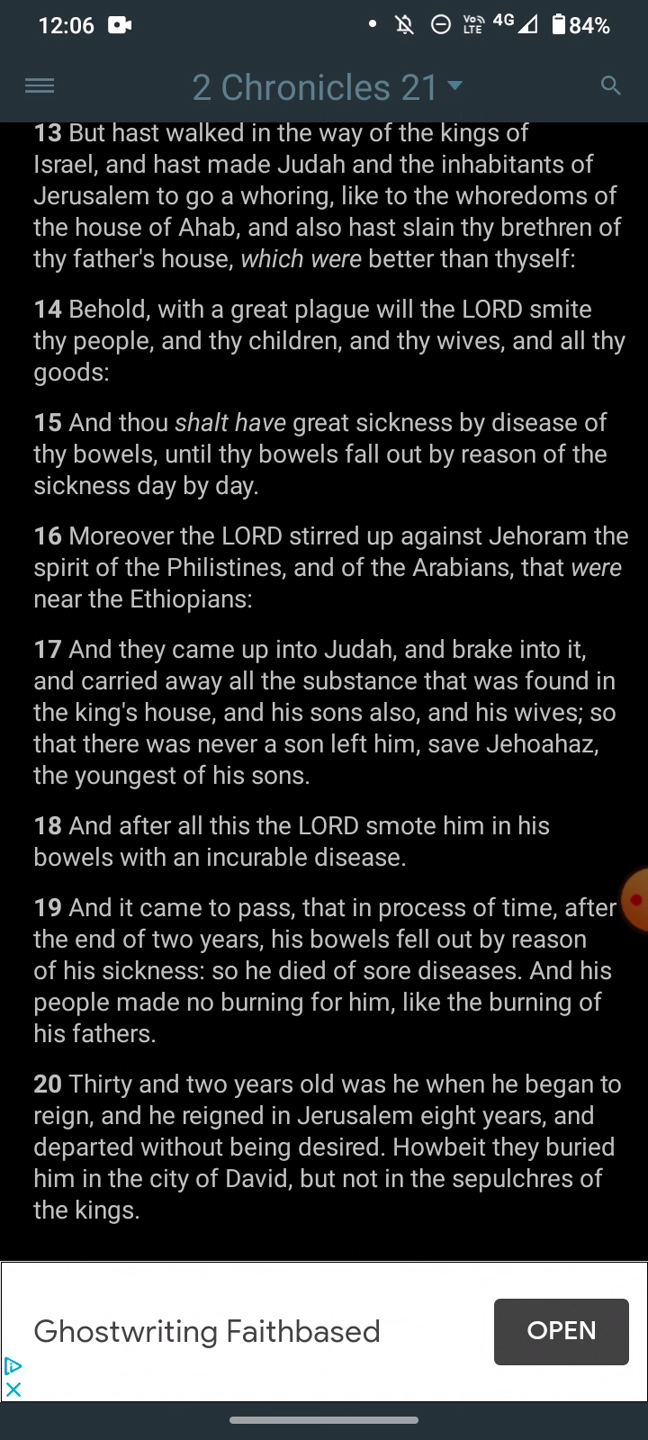 12:06
Vo))
LTE
4G
84%
2 Chronicles 21
13 But hast walked in the way of the kings of
Israel, and hast made Judah and the inhabitants of
Jerusalem to go a whoring, like to the whoredoms of
the house of Ahab, and also hast slain thy brethren of
thy father's house, which were better than thyself:
14 Behold, with a great plague will the LORD smite
thy people, and thy children, and thy wives, and all thy
goods:
15 And thou shalt have great sickness by disease of
thy bowels, until thy bowels fall out by reason of the
sickness day by day.
16 Moreover the LORD stirred up against Jehoram the
spirit of the Philistines, and of the Arabians, that were
near the Ethiopians:
17 And they came up into Judah, and brake into it,
and carried away all the substance that was found in
the king's house, and his sons also, and his wives; so
that there was never a son left him, save Jehoahaz,
the youngest of his sons.
18 And after all this the LORD smote him in his
bowels with an incurable disease.
19 And it came to pass, that in process of time, after
the end of two years, his bowels fell out by reason
of his sickness: so he died of sore diseases. And his
people made no burning for him, like the burning of
his fathers.
20 Thirty and two years old was he when he began to
reign, and he reigned in Jerusalem eight years, and
departed without being desired. Howbeit they buried
him in the city of David, but not in the sepulchres of
the kings.
Ghostwriting Faithbased
OPEN